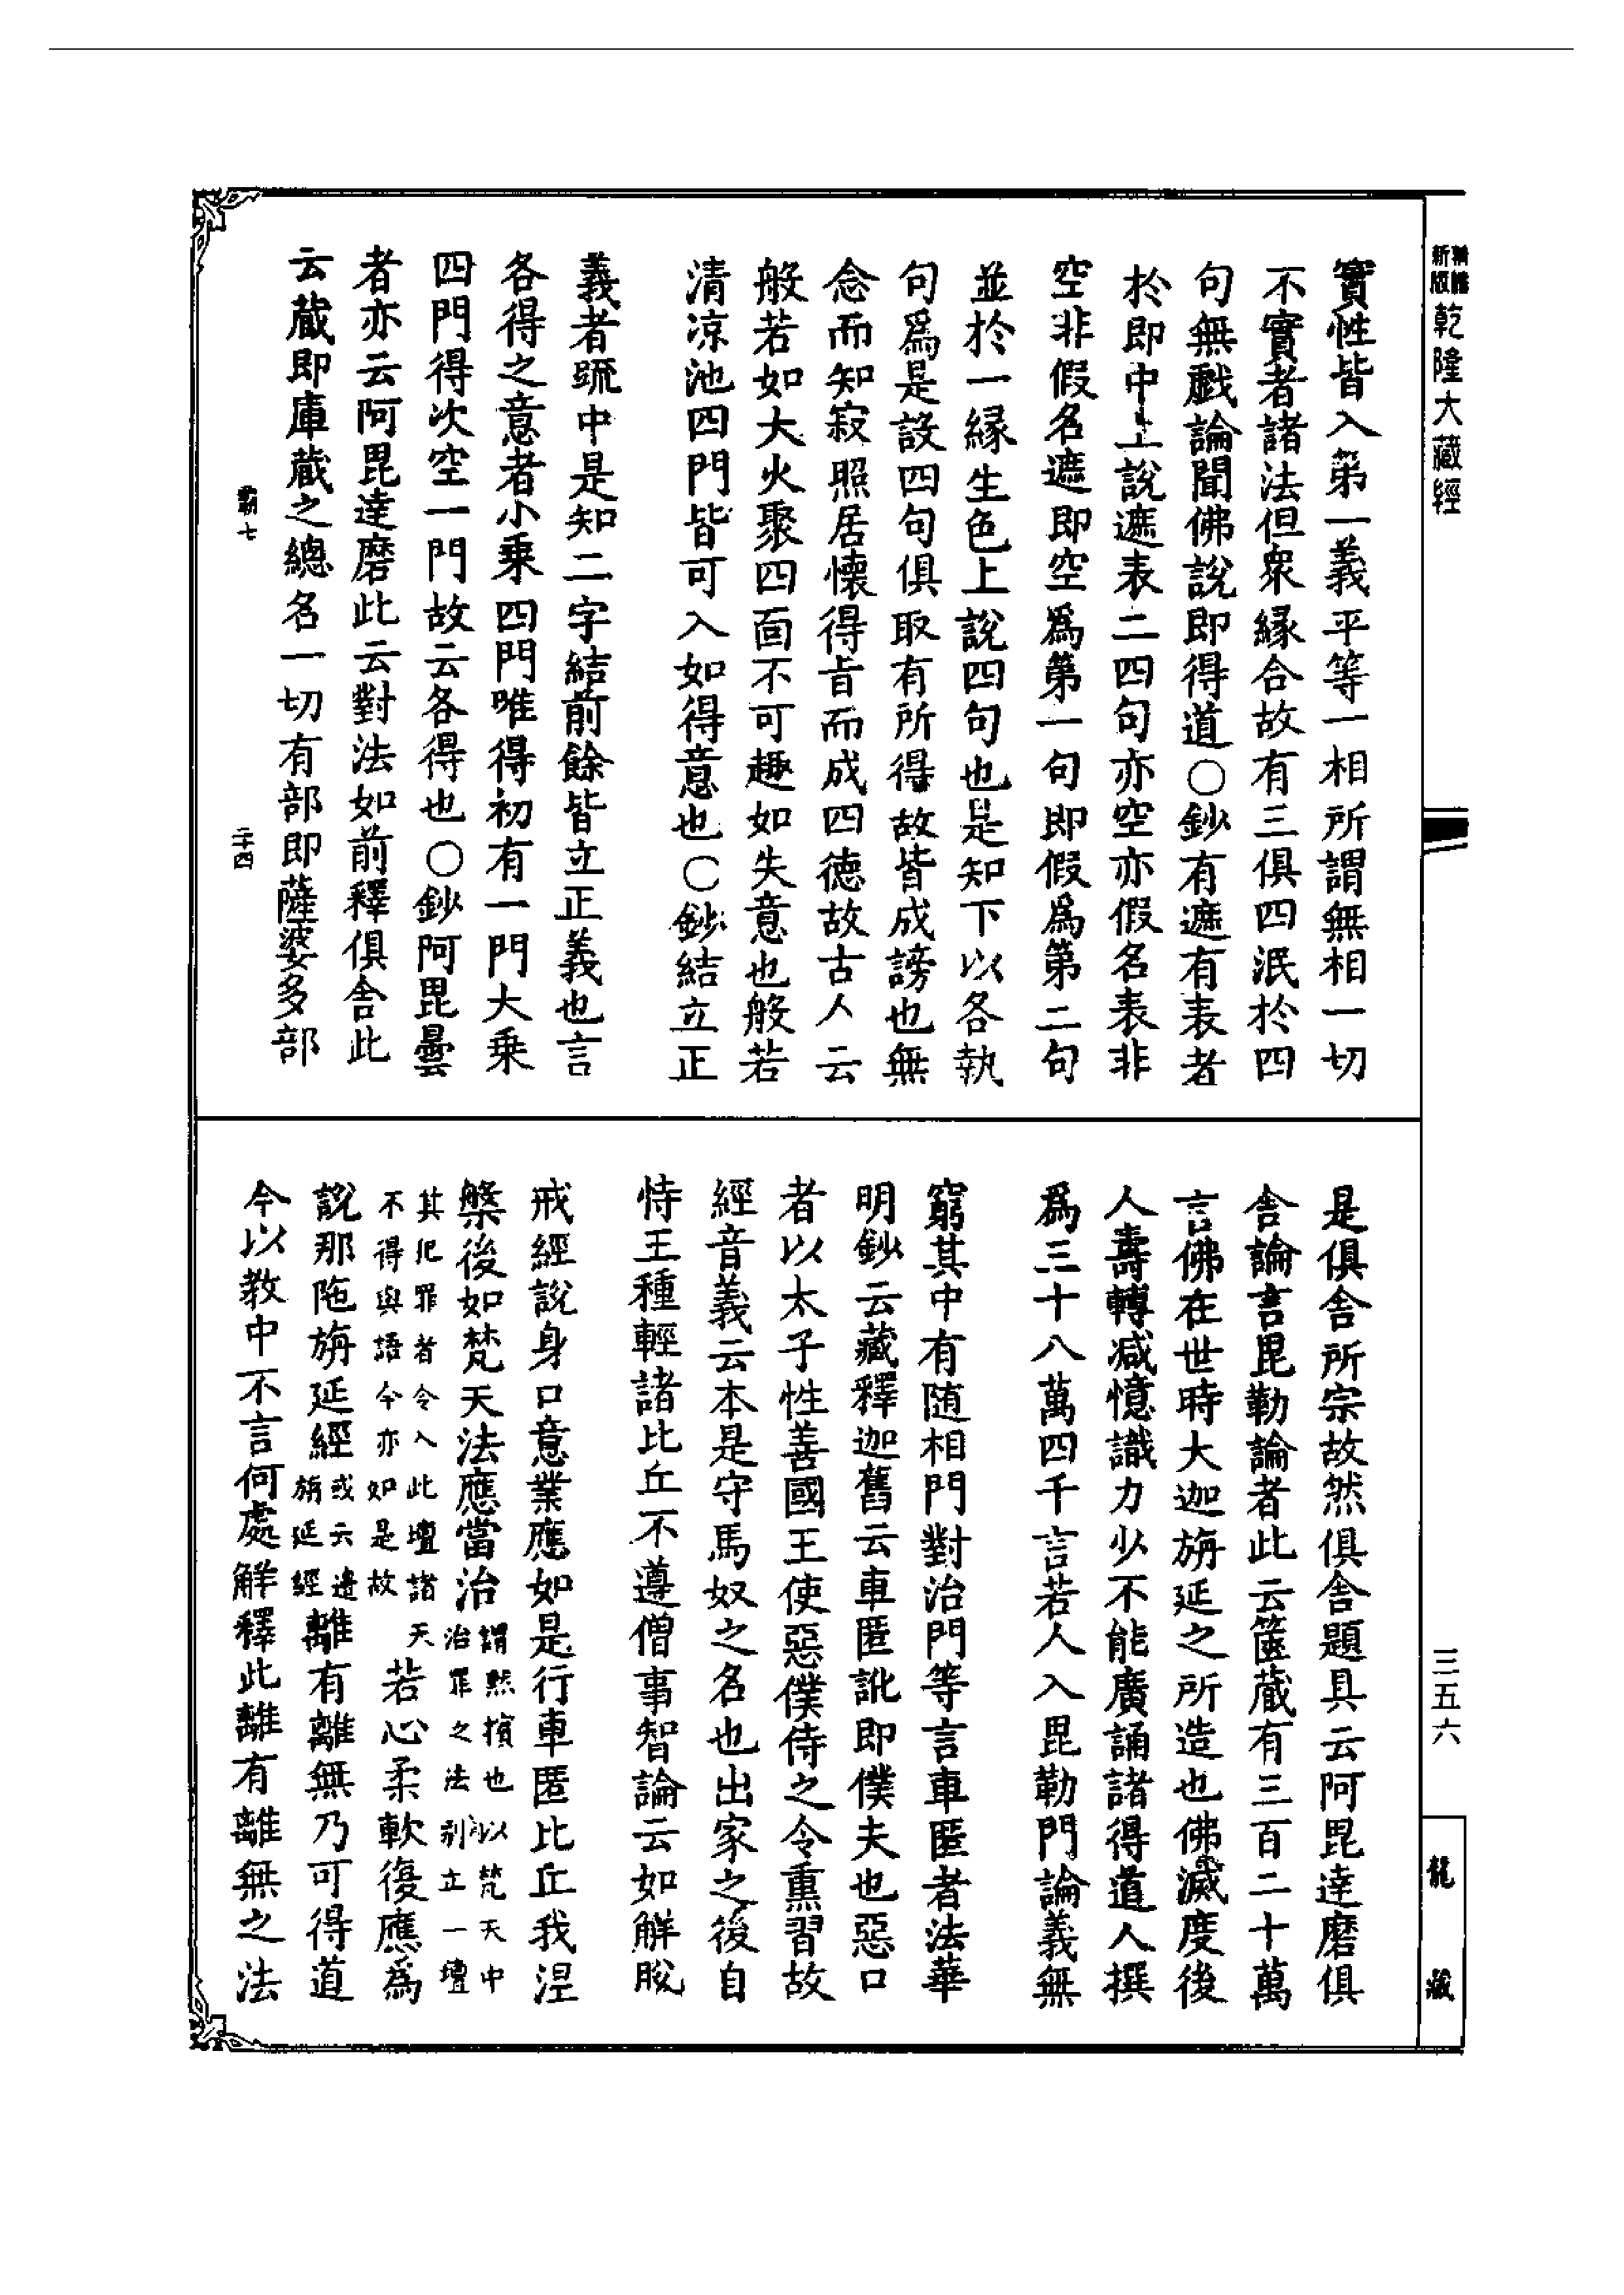 新版
乾隆大藏經
實性皆入第一義平等一相所謂無相一切
不實者諸法但衆緣合故有三俱四泯於四
句無戲論聞佛說即得道〇鈔有遮有表者
於即中上說遮表二四句亦空亦假名表非
空非假名遮即空爲第一句即假爲第二句
並於一緣生色上說四句也是知下以各執
句爲是設四句俱取有所得故皆成謗也無
念而知寂照居懷得旨而成四德故古人云
般若如大火聚四面不可趣如失意也般若
清涼池四門皆可入如得意也〇鈔結立正
義者疏中是知二字結前餘皆立正義也言
各得之意者小乘四門唯得初有一門大乘
四門得次空一門故云各得也〇鈔阿毘曇
者亦云阿毘達磨此云對法如前釋俱舍此
云藏即庫藏之總名一切有部即薩婆多部
霸七
二十四
是俱舍所宗故然俱舍題具云阿毘達磨俱
舍論言毘勒論者此云篋藏有三百二十萬
言佛在世時大迦旃延之所造也佛滅度後
人壽轉減憶識力少不能廣誦諸得道人撰
爲三十八萬四千言若人入毘勒門論義無
窮其中有隨相門對治門等言車匿者法華
明鈔云藏釋迦舊云車匿訛即僕夫也惡口
者以太子性善國王使惡僕侍之令熏習故
經音義云本是守馬奴之名也出家之後自
恃王種輕諸比丘不遵僧事智論云如解脫
戒經說身口意業應如是行車匿比丘我涅
槃後如梵天法應當治謂默擯也以梵天中治罪之法別立一壇
其犯罪者令入此壇諸天不得與語今亦如是故若心柔軟復應爲
說那陁旃延經或云邊旃延經離有離無乃可得道
今以教中不言何處解釋此離有離無之法
三五六
龍藏